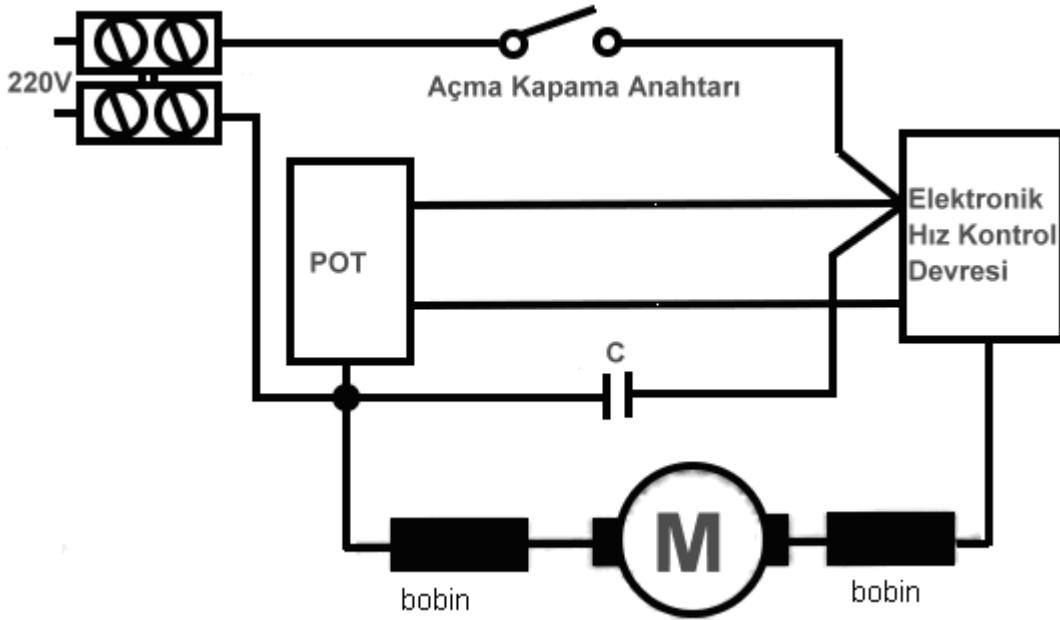 220V
Açma Kapama Anahtarı
POT
Elektronik
Hız Kontrol
Devresi
C
M
bobin
bobin